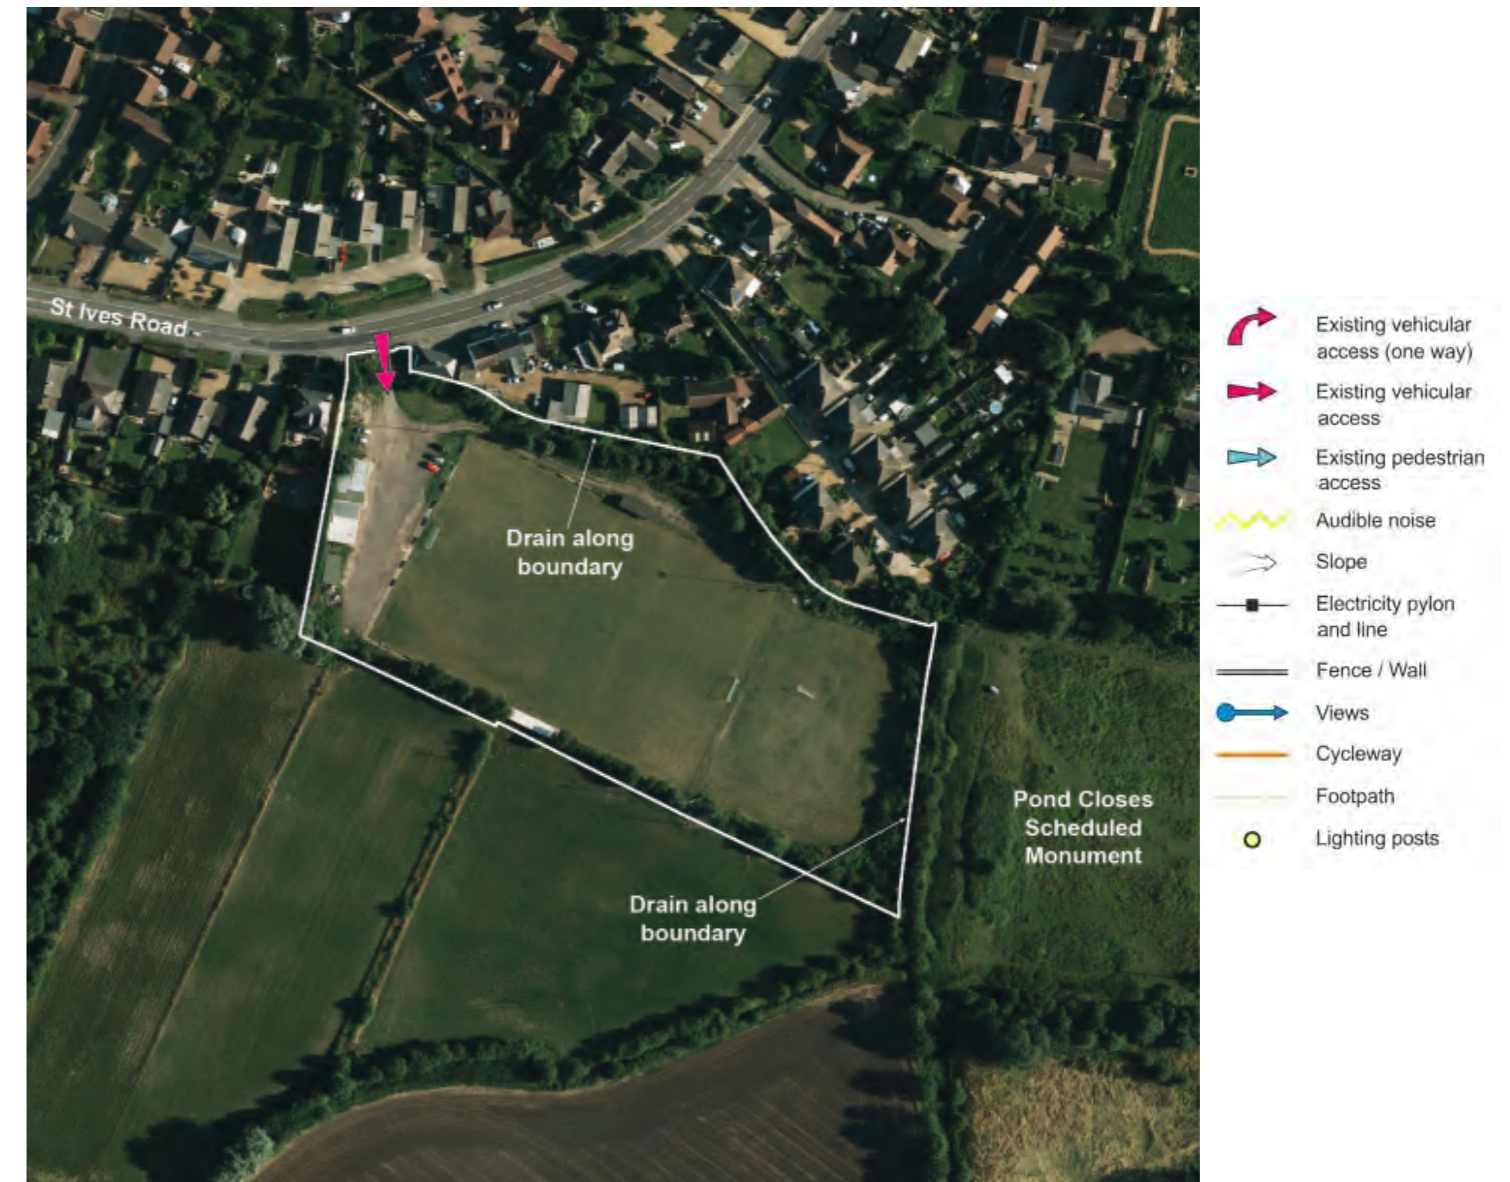 St Ives Road
Drain along
boundary
Drain along
boundary
Pond Closes
Scheduled
Monument
Existing vehicular
access (one way)
Existing vehicular
access
Existing pedestrian
access
Audible noise
Slope
Electricity pylon
and line
Fence / Wall
Views
Cycleway
Footpath
Lighting posts